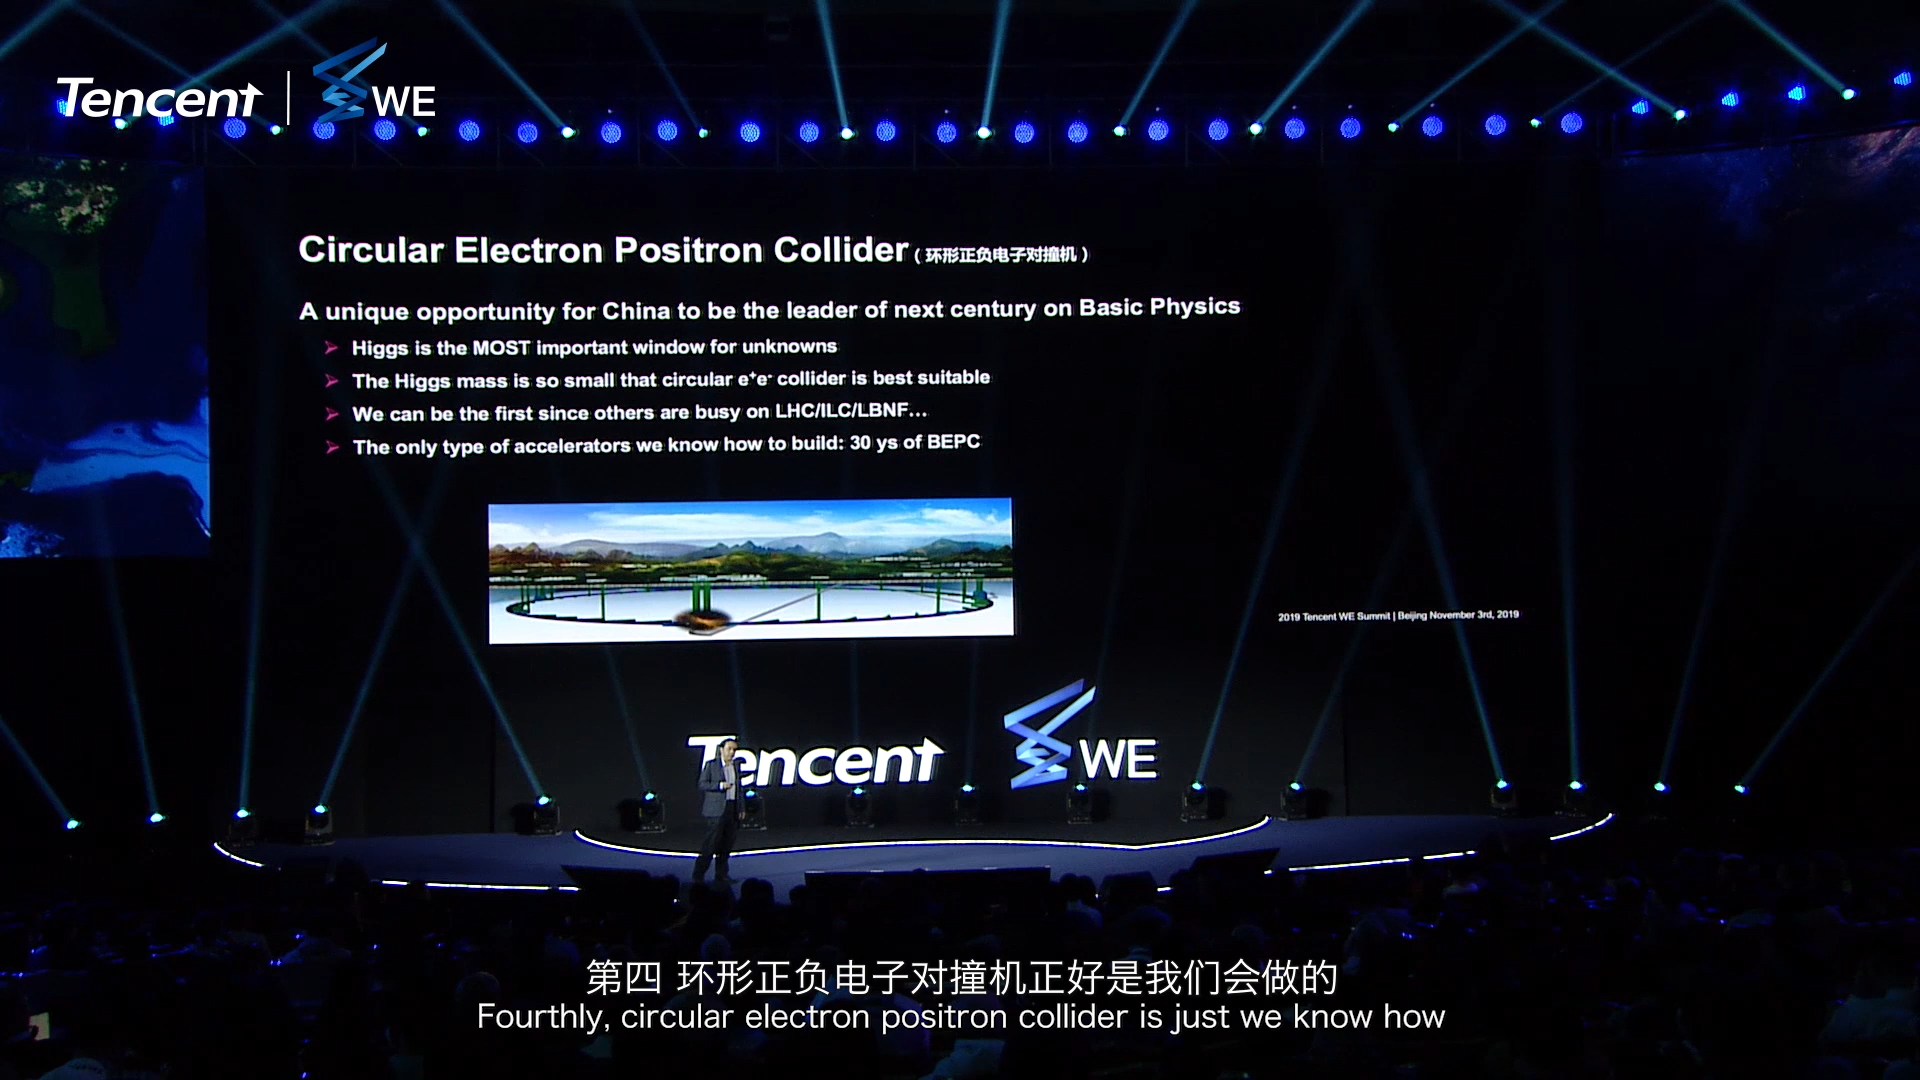 Tencent | WE
Circular Electron Positron Collider（环形正负电子对撞机）
A unique opportunity for China to be the leader of next century on Basic Physics
➢ Higgs is the MOST important window for unknowns
➢ The Higgs mass is so small that circular e⁺e⁻ collider is best suitable
➢ We can be the first since others are busy on LHC/ILC/LBNF…
➢ The only type of accelerators we know how to build: 30 ys of BEPC
2019 Tencent WE Summit | Beijing November 3rd, 2019
Tencent WE
第四 环形正负电子对撞机正好是我们会做的
Fourthly, circular electron positron collider is just we know how